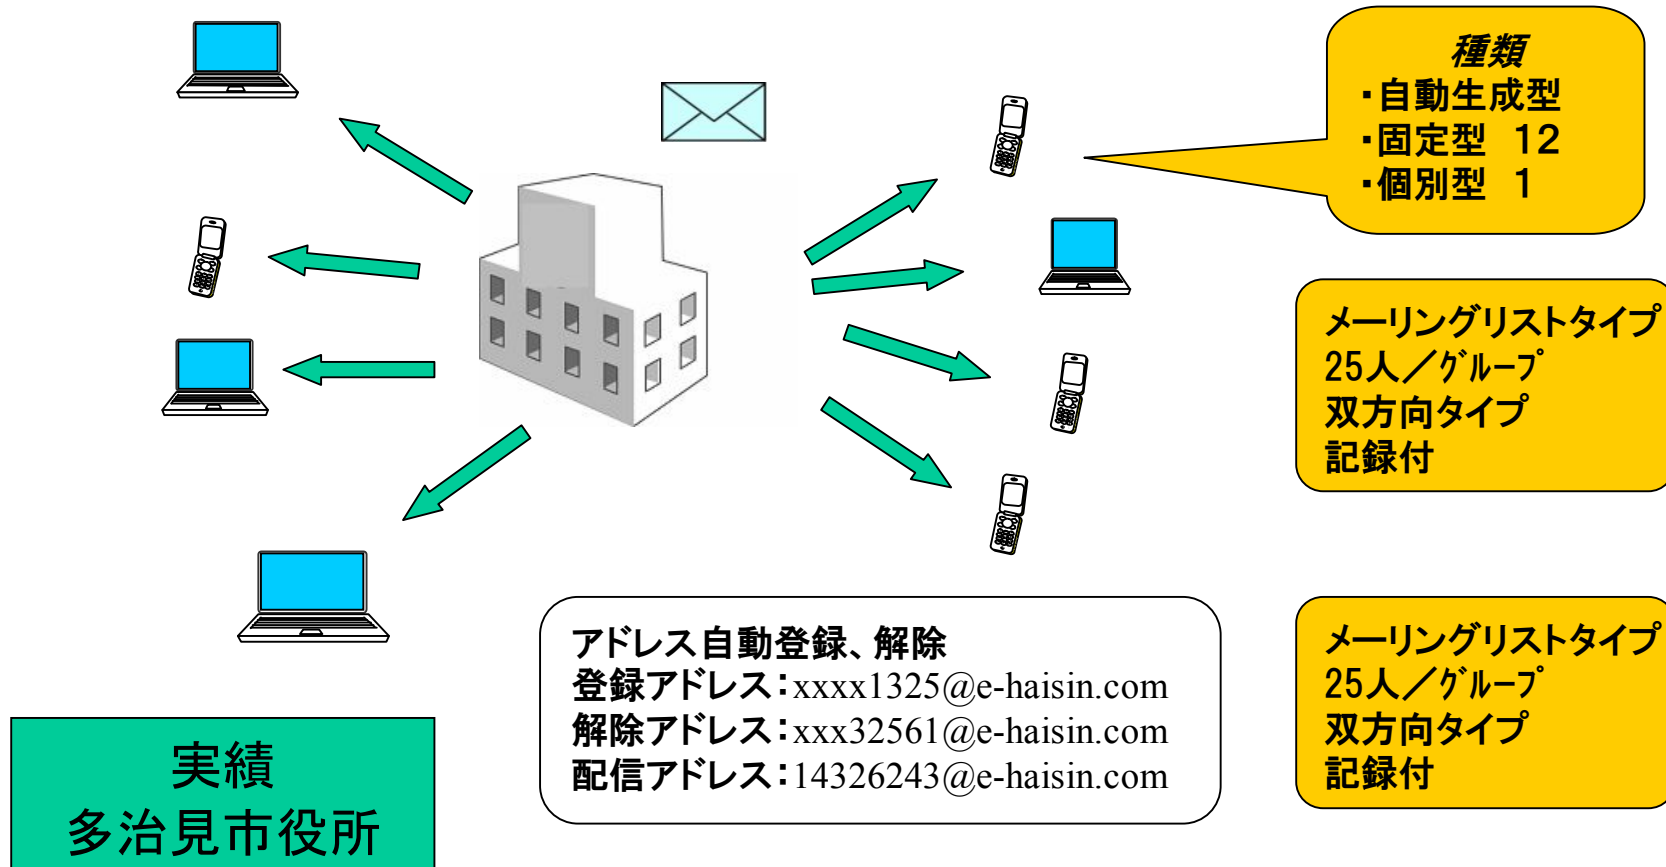 種類
・自動生成型
・固定型 12
・個別型 1
メーリングリストタイプ
25人／ｸﾞﾙｰﾌﾟ
双方向タイプ
記録付
アドレス自動登録、解除
登録アドレス：xxxx1325@e-haisin.com
解除アドレス：xxx32561@e-haisin.com
配信アドレス：14326243@e-haisin.com
メーリングリストタイプ
25人／ｸﾞﾙｰﾌﾟ
双方向タイプ
記録付
実績
多治見市役所